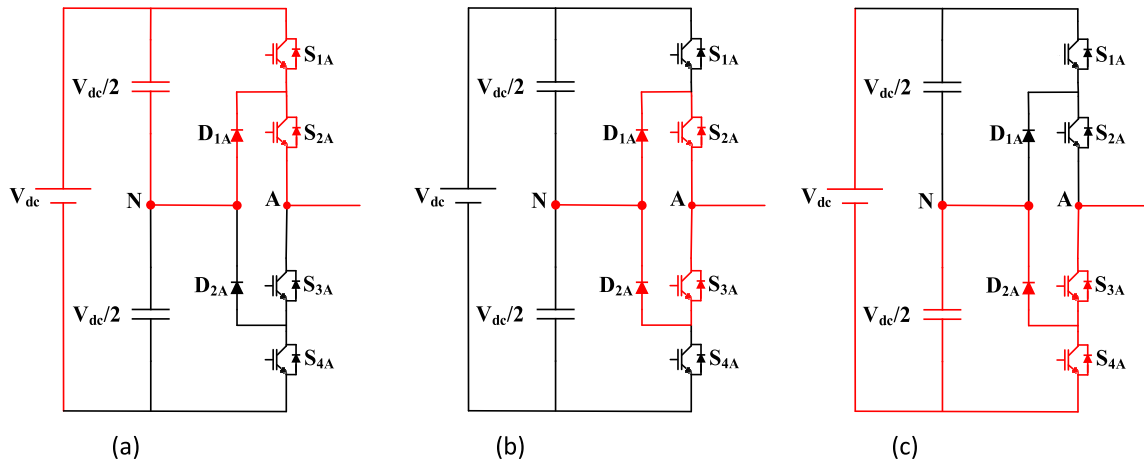 S1A
Vdc/2
D1A
S2A
Vdc
N
A
D2A
S3A
Vdc/2
S4A
(a)
S1A
Vdc/2
D1A
S2A
Vdc
N
A
D2A
S3A
Vdc/2
S4A
(b)
S1A
Vdc/2
D1A
S2A
Vdc
N
A
D2A
S3A
Vdc/2
S4A
(c)